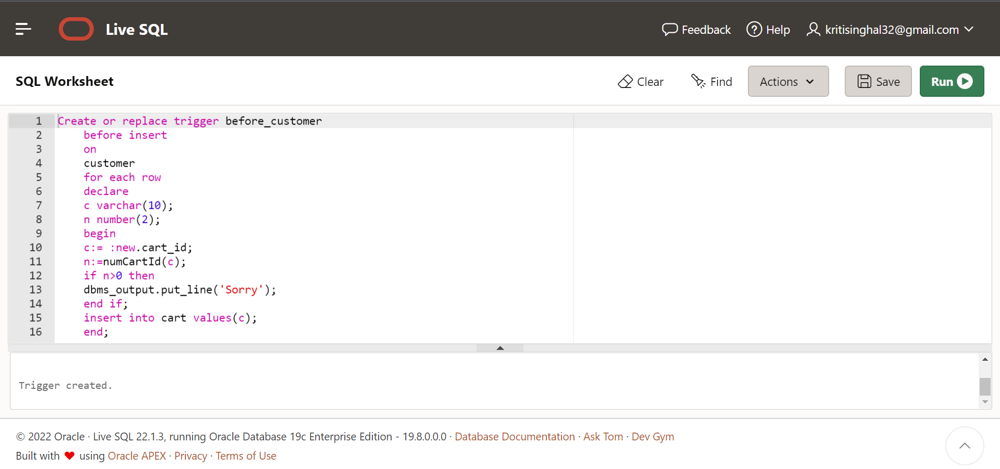 Live SQL
Feedback
Help
kritisinghal32@gmail.com
SQL Worksheet
Clear
Find
Actions
Save
Run
1 Create or replace trigger before_customer
2 before insert
3 on
4 customer
5 for each row
6 declare
7 c varchar(10);
8 n number(2);
9 begin
10 c:= :new.cart_id;
11 n:=numCartId(c);
12 if n>0 then
13 dbms_output.put_line('Sorry');
14 end if;
15 insert into cart values(c);
16 end;
Trigger created.
© 2022 Oracle · Live SQL 22.1.3, running Oracle Database 19c Enterprise Edition - 19.8.0.0.0 · Database Documentation · Ask Tom · Dev Gym
Built with ❤ using Oracle APEX · Privacy · Terms of Use